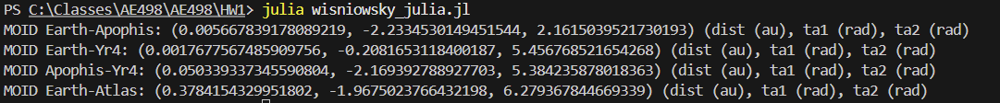 PS C:\Classes\AE498\AE498\HW1> julia wisniowsky_julia.jl
MOID Earth-Apophis: (0.005667839178089219, -2.2334530149451544, 2.1615039521730193) (dist (au), ta1 (rad), ta2 (rad)
MOID Earth-Yr4: (0.0017677567485909756, -0.2081653118400187, 5.456768521654268) (dist (au), ta1 (rad), ta2 (rad)
MOID Apophis-Yr4: (0.050339337345590804, -2.169392788927703, 5.384235878018363) (dist (au), ta1 (rad), ta2 (rad)
MOID Earth-Atlas: (0.3784154329951802, -1.9675023766432198, 6.279367844669339) (dist (au), ta1 (rad), ta2 (rad)